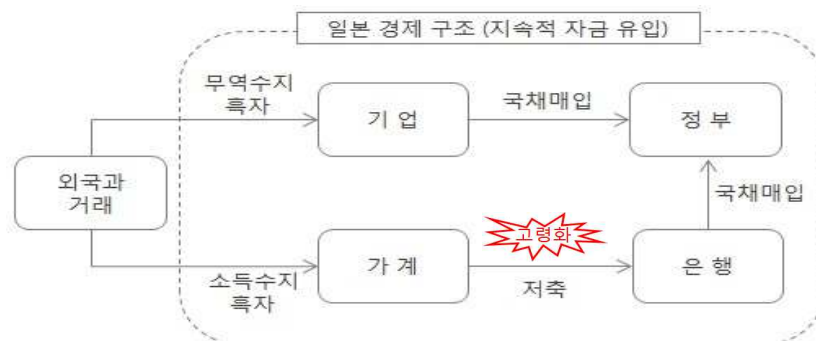 일본 경제 구조 (지속적 자금 유입)
무역수지
흑자
기 업
국채매입
정 부
외국과
거래
국채매입
고령화
가 계
은 행
소득수지
흑자
저축